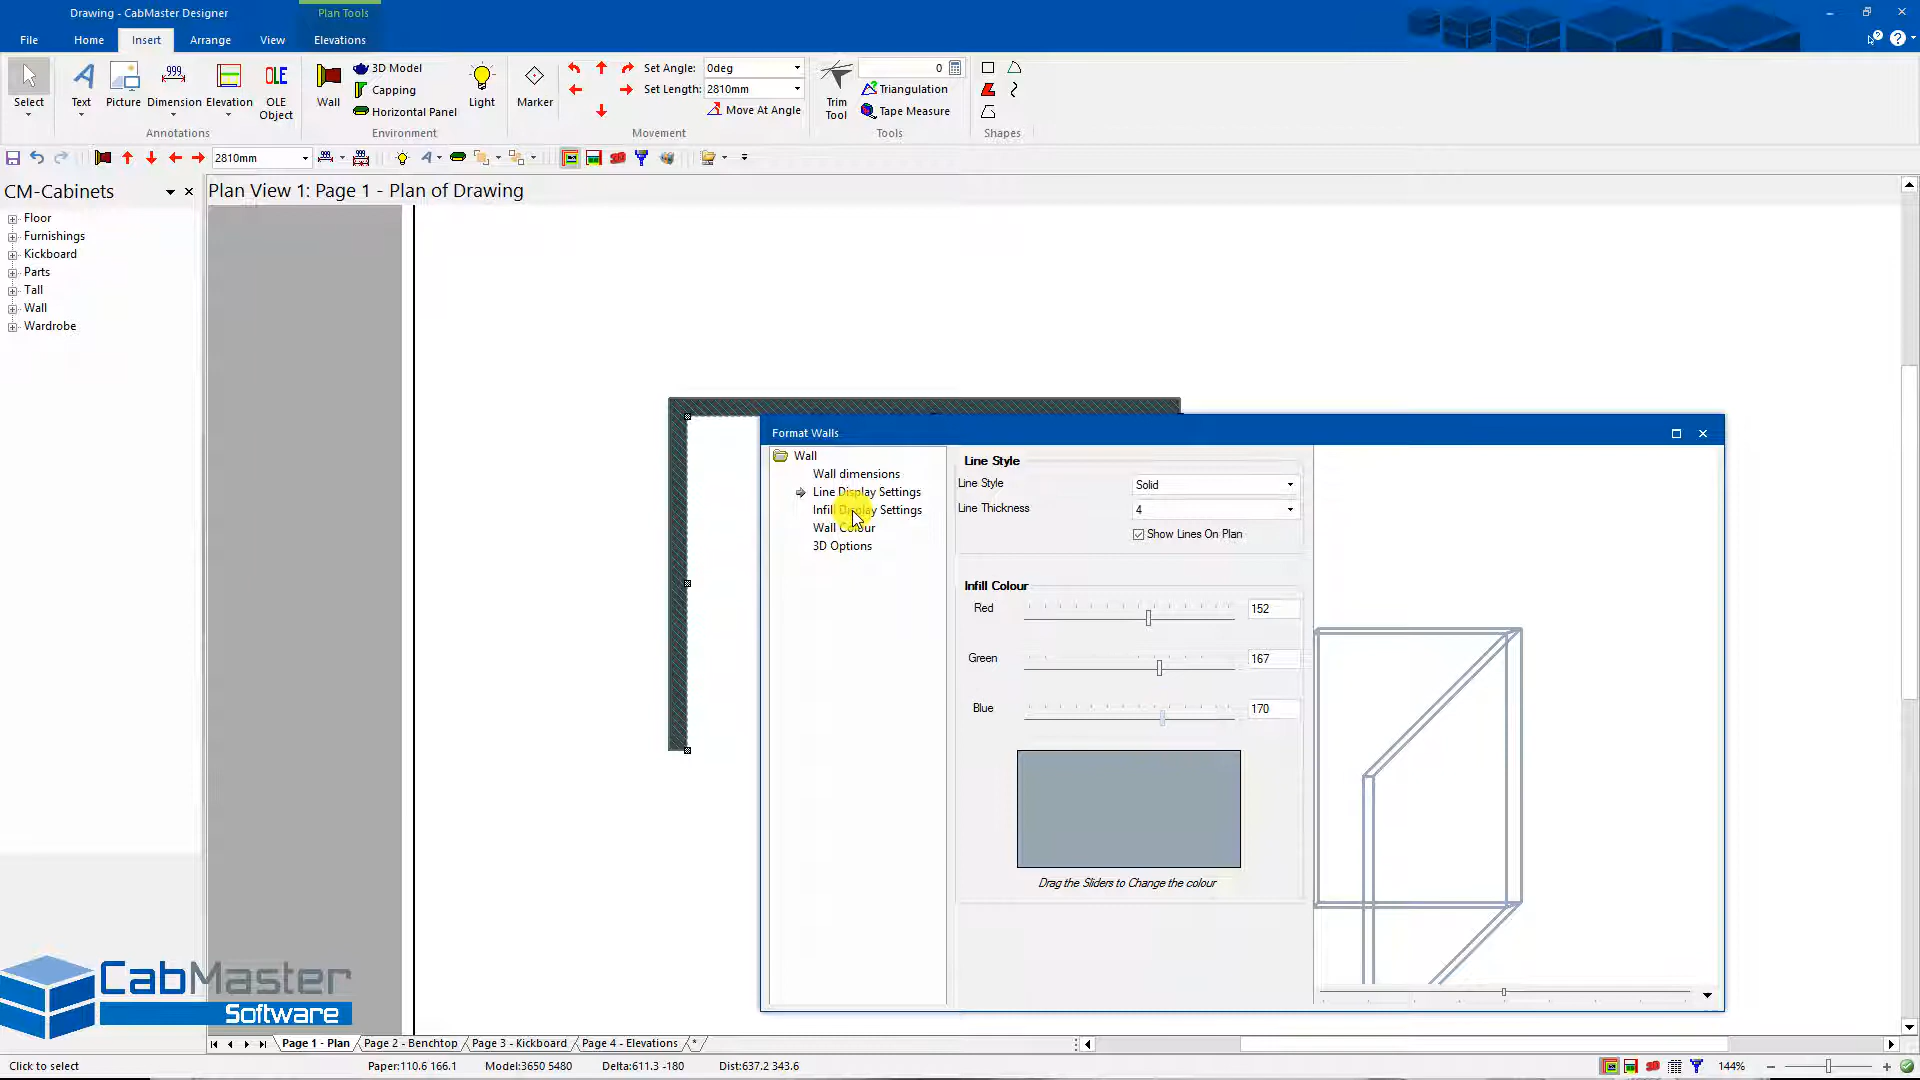 Drawing - CabMaster Designer
Plan Tools
File
Home
Insert
Arrange
View
Elevations
Select
Text
Picture
Dimension
Elevation
OLE
Object
Annotations
Wall
3D Model
Capping
Horizontal Panel
Light
Environment
Marker
Set Angle:
0deg
Set Length:
2810mm
Move At Angle
Movement
Trim
Tool
0
Triangulation
Tape Measure
Tools
Shapes
2810mm
CM-Cabinets
Plan View 1: Page 1 - Plan of Drawing
Floor
Furnishings
Kickboard
Parts
Tall
Wall
Wardrobe
Format Walls
Wall
Wall dimensions
Line Display Settings
Infill Display Settings
Wall Colour
3D Options
Line Style
Line Style
Solid
Line Thickness
4
Show Lines On Plan
Infill Colour
Red
152
Green
167
Blue
170
Drag the Sliders to Change the colour
CabMaster
Software
Page 1 - Plan
Page 2 - Benchtop
Page 3 - Kickboard
Page 4 - Elevations
*
Click to select
Paper:110.6 166.1
Model:3650 5480
Delta:611.3 -180
Dist:637.2 343.6
144%